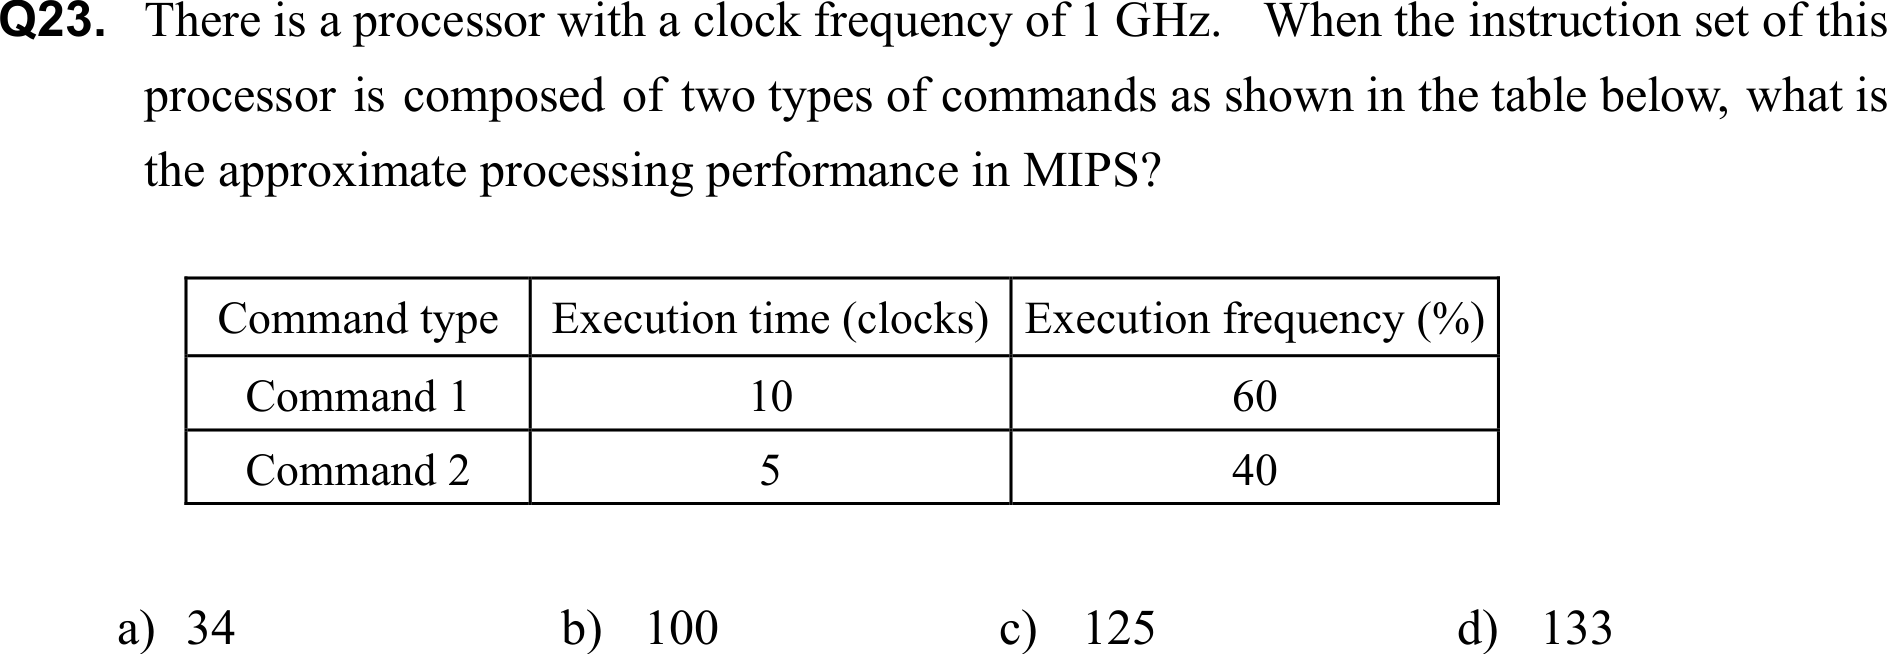 Q23. There is a processor with a clock frequency of 1 GHz. When the instruction set of this
processor is composed of two types of commands as shown in the table below, what is
the approximate processing performance in MIPS?
Command type Execution time (clocks) Execution frequency (%)
Command 1 10 60
Command 2 5 40
a) 34 b) 100 c) 125 d) 133